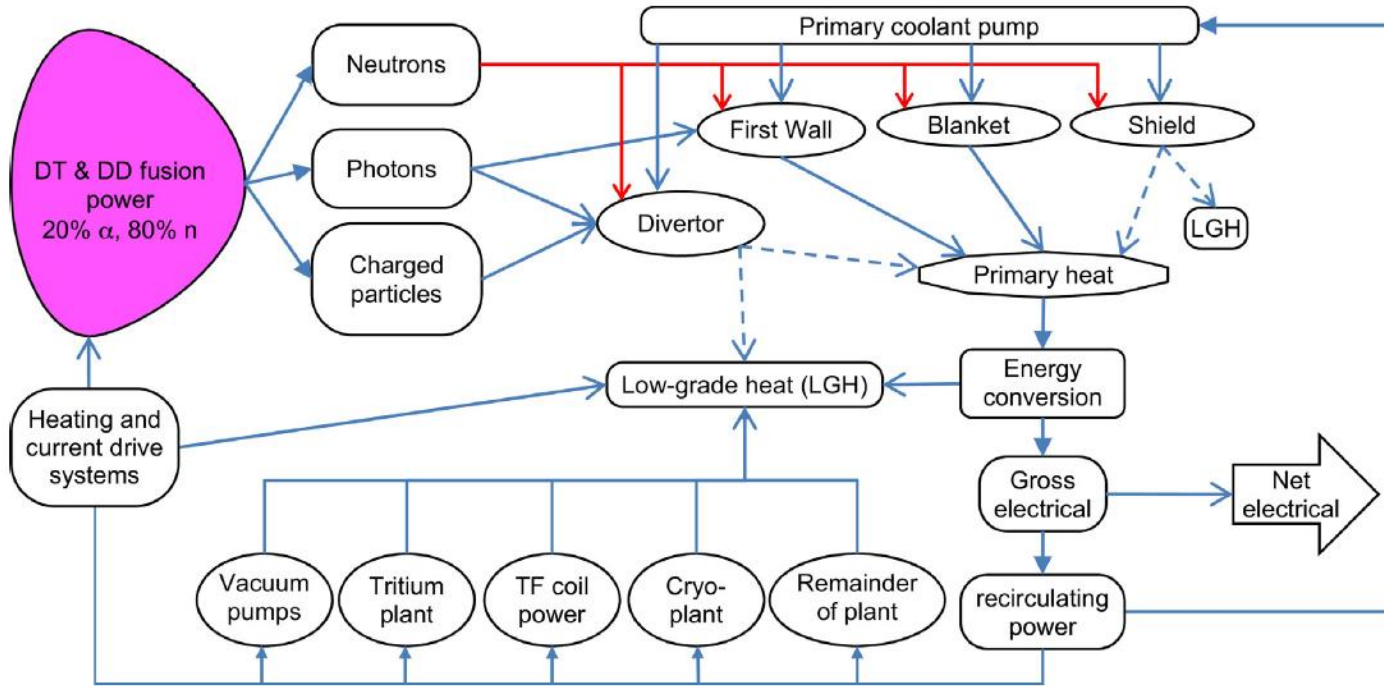 Primary coolant pump
Neutrons
First Wall
Blanket
Shield
DT & DD fusion
power
20% α, 80% n
Photons
Divertor
LGH
Charged
particles
Primary heat
Low-grade heat (LGH)
Energy
conversion
Heating and
current drive
systems
Gross
electrical
Net
electrical
Vacuum
pumps
Tritium
plant
TF coil
power
Cryo-
plant
Remainder
of plant
recirculating
power